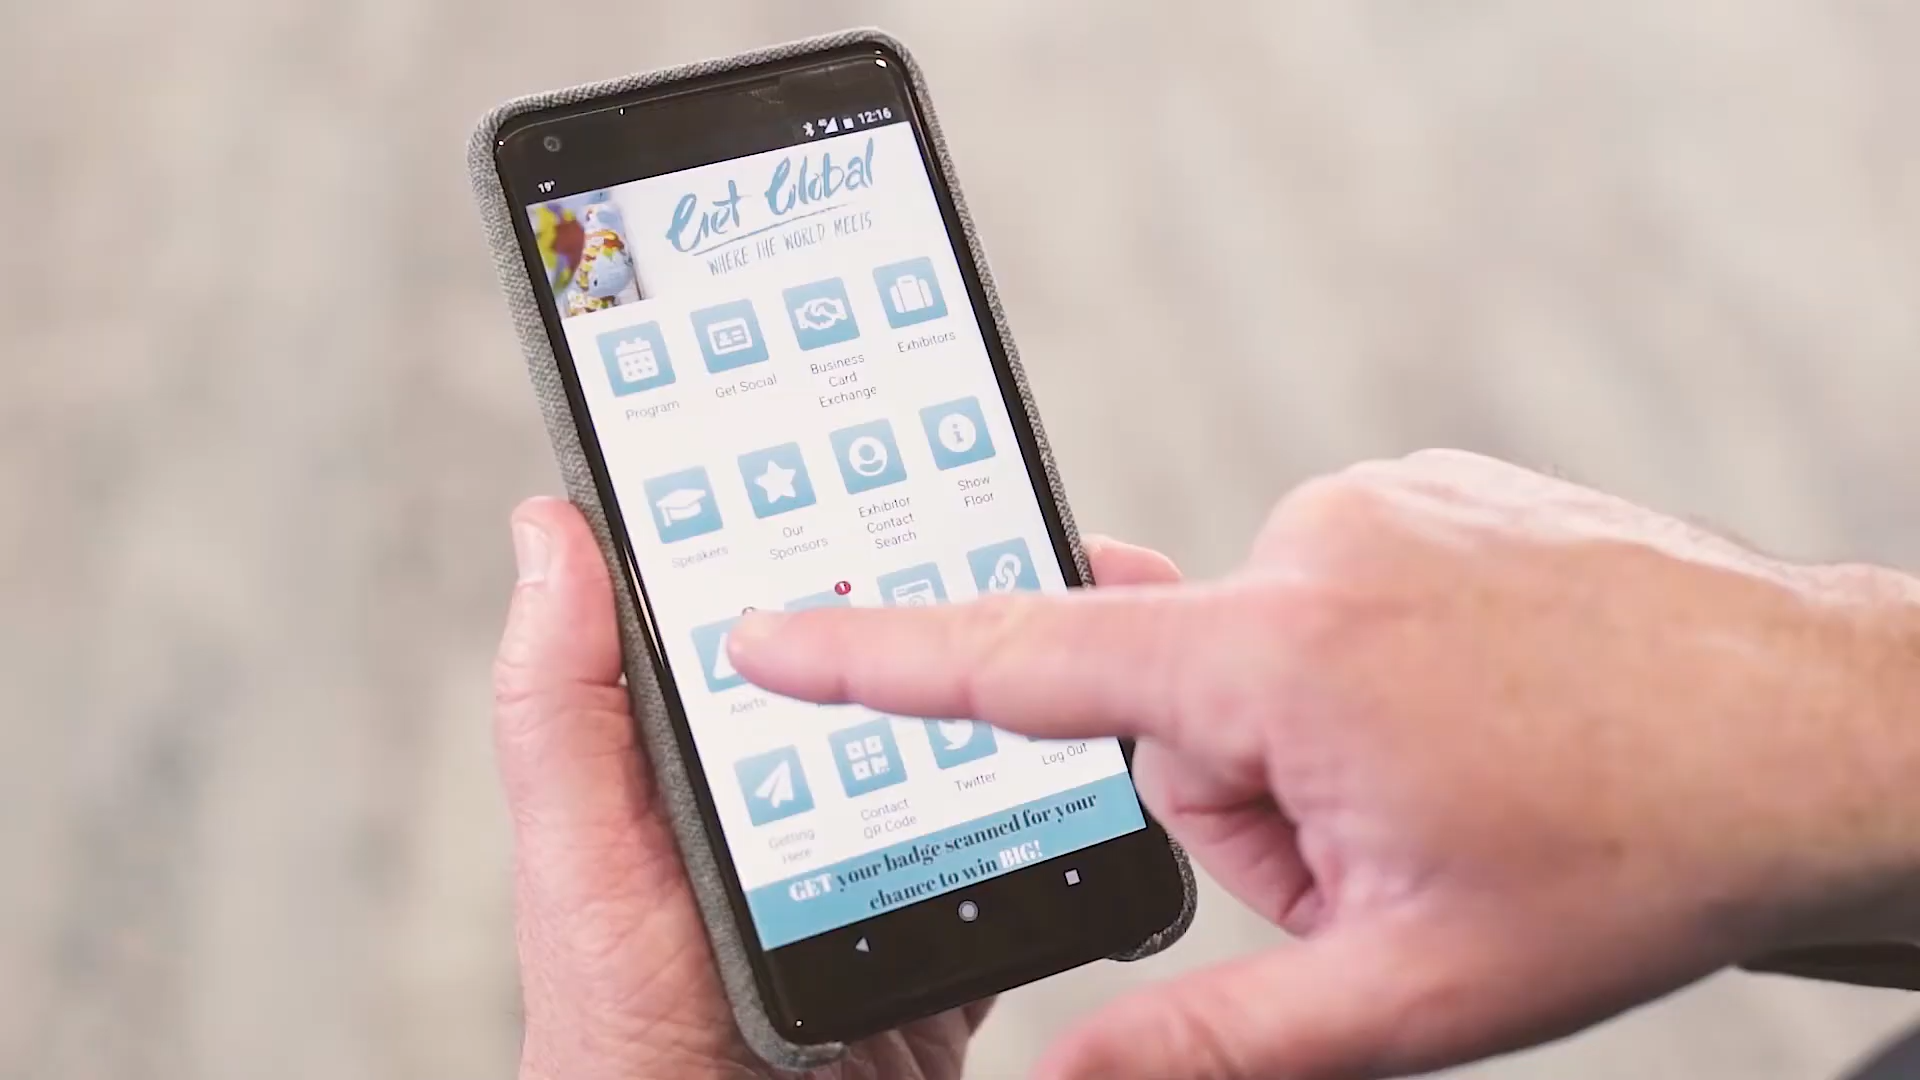 12:16
19°
Get Global
WHERE THE WORLD MEETS
Program
Get Social
Business
Card
Exchange
Exhibitors
Speakers
Our
Sponsors
Exhibitor
Contact
Search
Show
Floor
1
Alerts
Getting
Here
Contact
QR Code
Twitter
Log Out
GET your badge scanned for your
chance to win BIG!